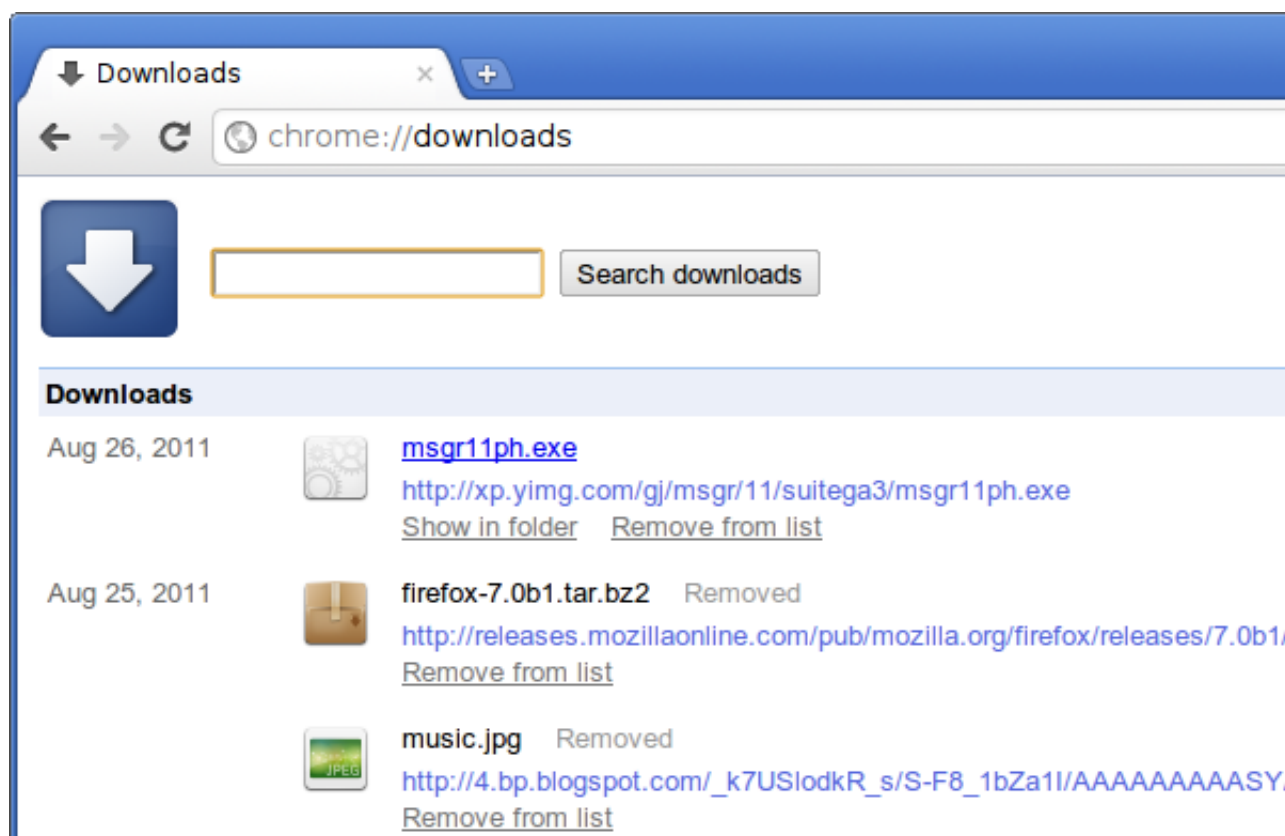 Downloads
chrome://downloads
Search downloads
Downloads
Aug 26, 2011 msgr11ph.exe
http://xp.yimg.com/gj/msgr/11/suitega3/msgr11ph.exe
Show in folder Remove from list
Aug 25, 2011 firefox-7.0b1.tar.bz2 Removed
http://releases.mozillaonline.com/pub/mozilla.org/firefox/releases/7.0b1/
Remove from list
music.jpg Removed
JPEG
http://4.bp.blogspot.com/_k7USlodkR_s/S-F8_1bZa1I/AAAAAAAAASY
Remove from list